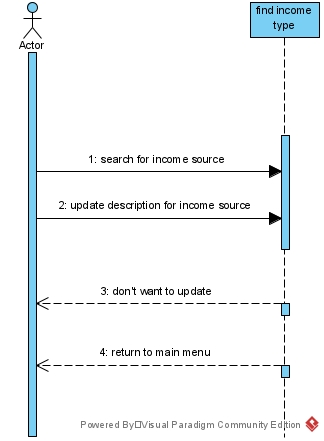 find income
type
Actor
1: search for income source
2: update description for income source
3: don't want to update
4: return to main menu
Powered By□Visual Paradigm Community Edition